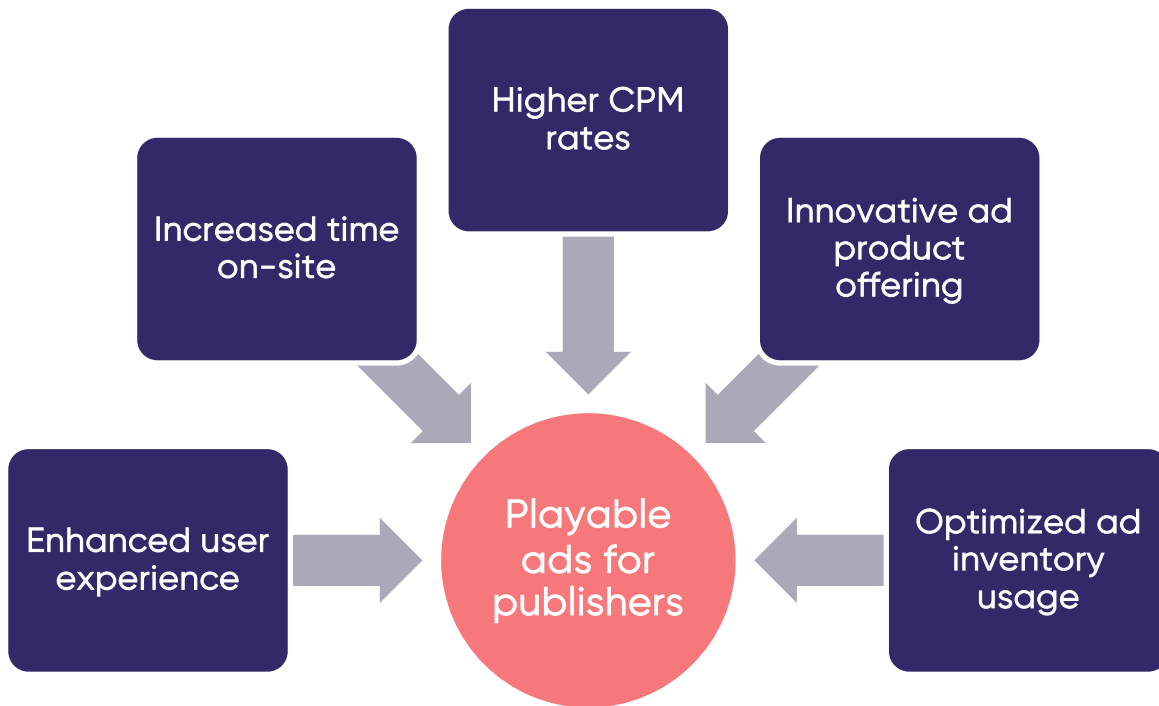 Higher CPM
rates
Increased time
on-site
Innovative ad
product
offering
Enhanced user
experience
Playable
ads for
publishers
Optimized ad
inventory
usage